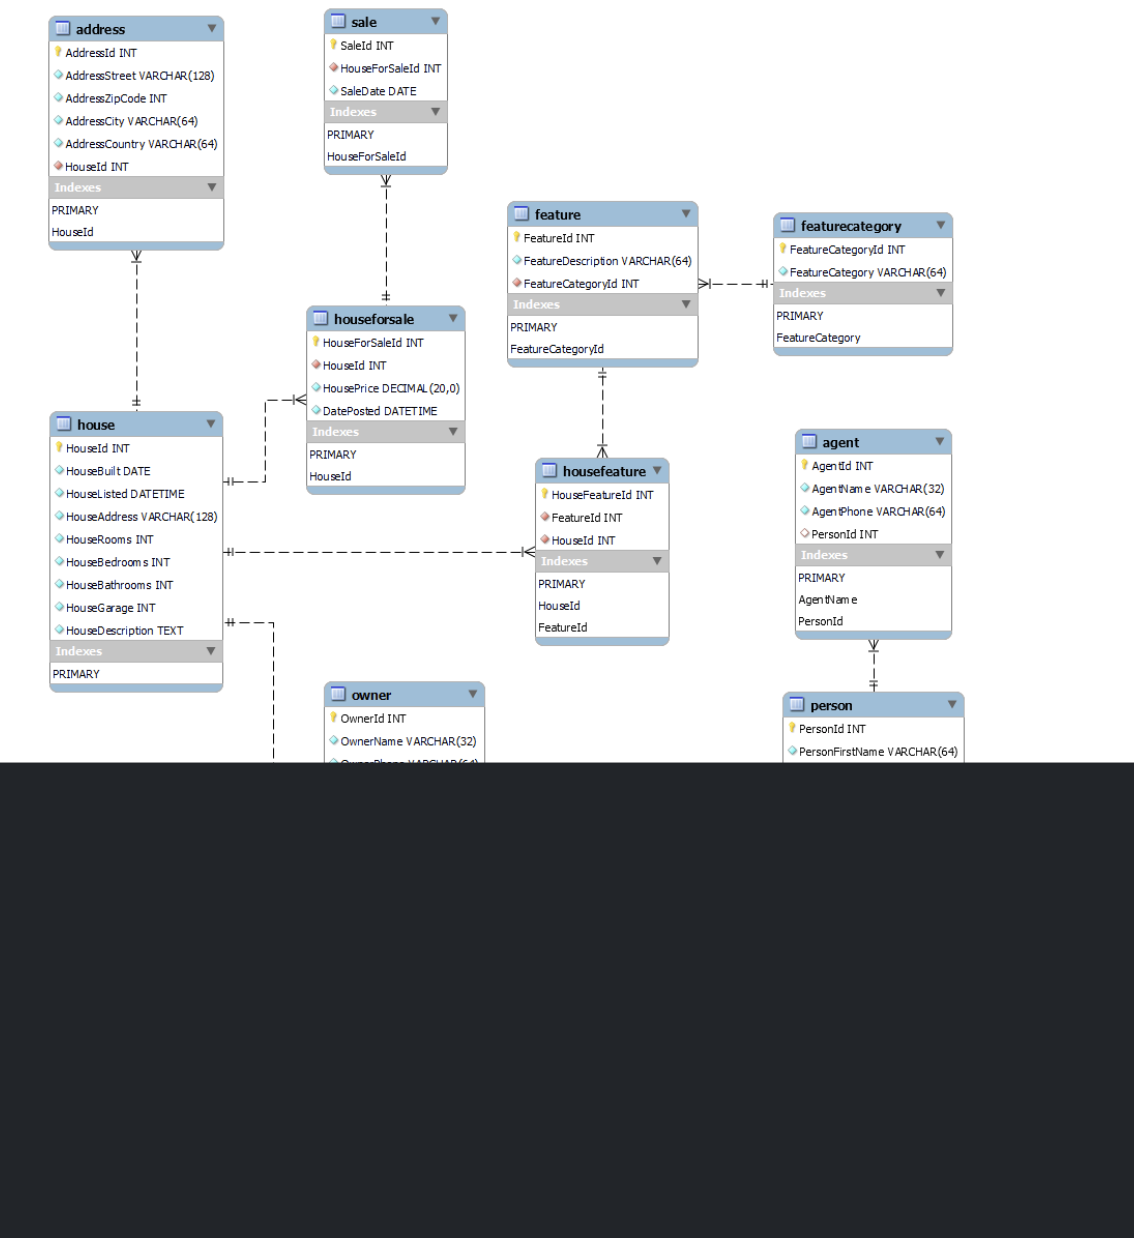 address
AddressId INT
AddressStreet VARCHAR(128)
AddressZipCode INT
AddressCity VARCHAR(64)
AddressCountry VARCHAR(64)
HouseId INT
Indexes
PRIMARY
HouseId
sale
SaleId INT
HouseForSaleId INT
SaleDate DATE
Indexes
PRIMARY
HouseForSaleId
feature
FeatureId INT
FeatureDescription VARCHAR(64)
FeatureCategoryId INT
Indexes
PRIMARY
FeatureCategoryId
featurecategory
FeatureCategoryId INT
FeatureCategory VARCHAR(64)
Indexes
PRIMARY
FeatureCategory
houseforsale
HouseForSaleId INT
HouseId INT
HousePrice DECIMAL(20,0)
DatePosted DATETIME
Indexes
PRIMARY
HouseId
house
HouseId INT
HouseBuilt DATE
HouseListed DATETIME
HouseAddress VARCHAR(128)
HouseRooms INT
HouseBedrooms INT
HouseBathrooms INT
HouseGarage INT
HouseDescription TEXT
Indexes
PRIMARY
housefeature
HouseFeatureId INT
FeatureId INT
HouseId INT
Indexes
PRIMARY
HouseId
FeatureId
agent
AgentId INT
AgentName VARCHAR(32)
AgentPhone VARCHAR(64)
PersonId INT
Indexes
PRIMARY
AgentName
PersonId
owner
OwnerId INT
OwnerName VARCHAR(32)
OwnerPhone VARCHAR(64)
person
PersonId INT
PersonFirstName VARCHAR(64)